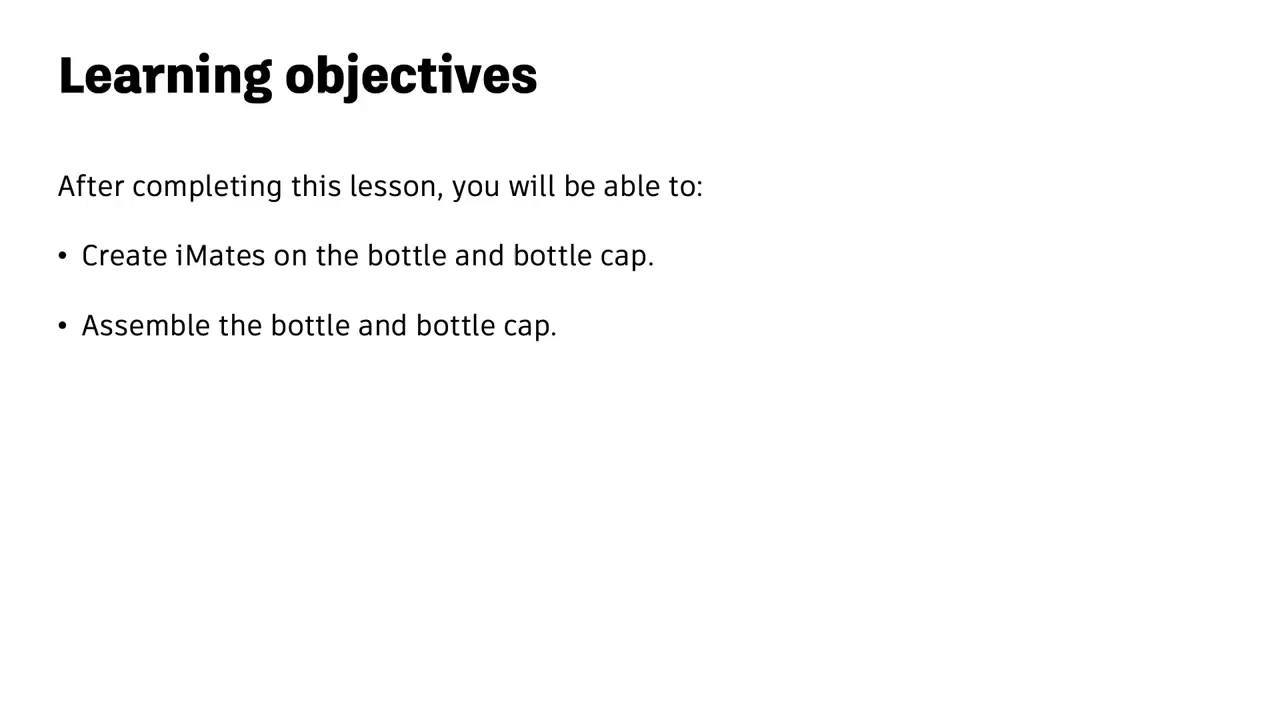 Learning objectives
After completing this lesson, you will be able to:
• Create iMates on the bottle and bottle cap.
• Assemble the bottle and bottle cap.